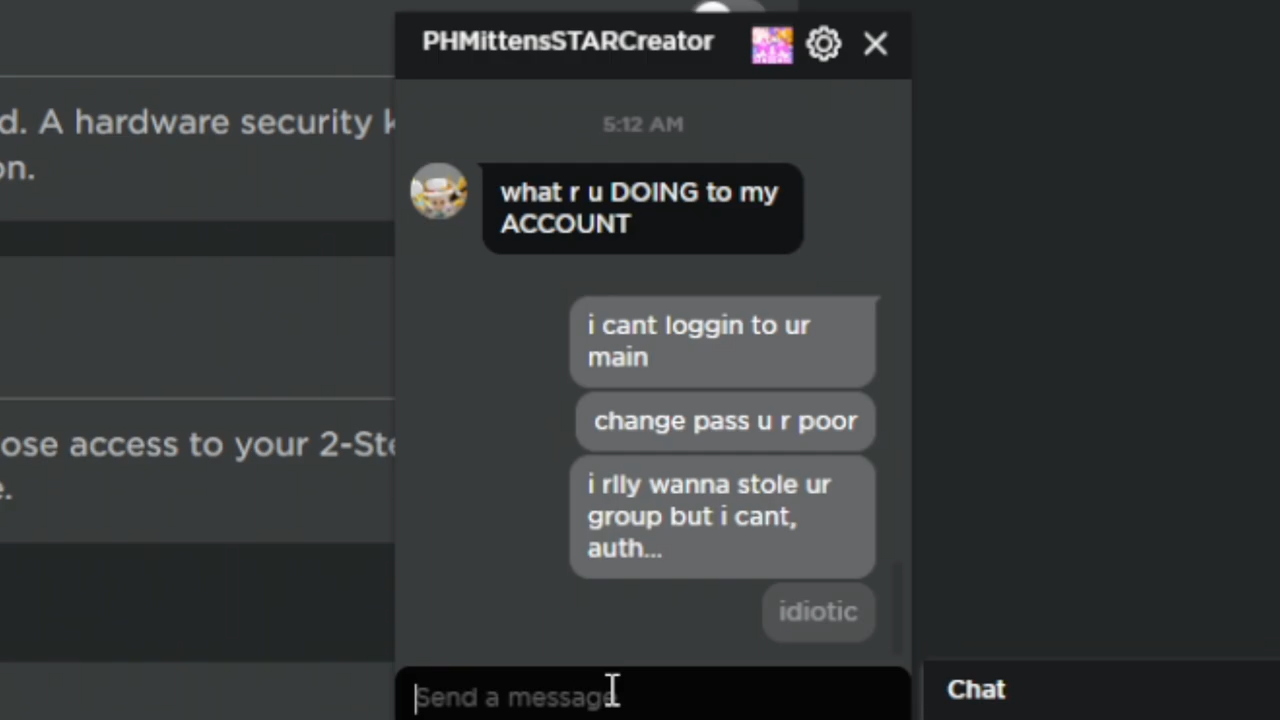 PHMittensSTARCreator
d. A hardware security k
on.
5:12 AM
what r u DOING to my
ACCOUNT
i cant loggin to ur
main
change pass u r poor
ose access to your 2-Ste
e.
i rlly wanna stole ur
group but i cant,
auth...
idiotic
Send a message
Chat